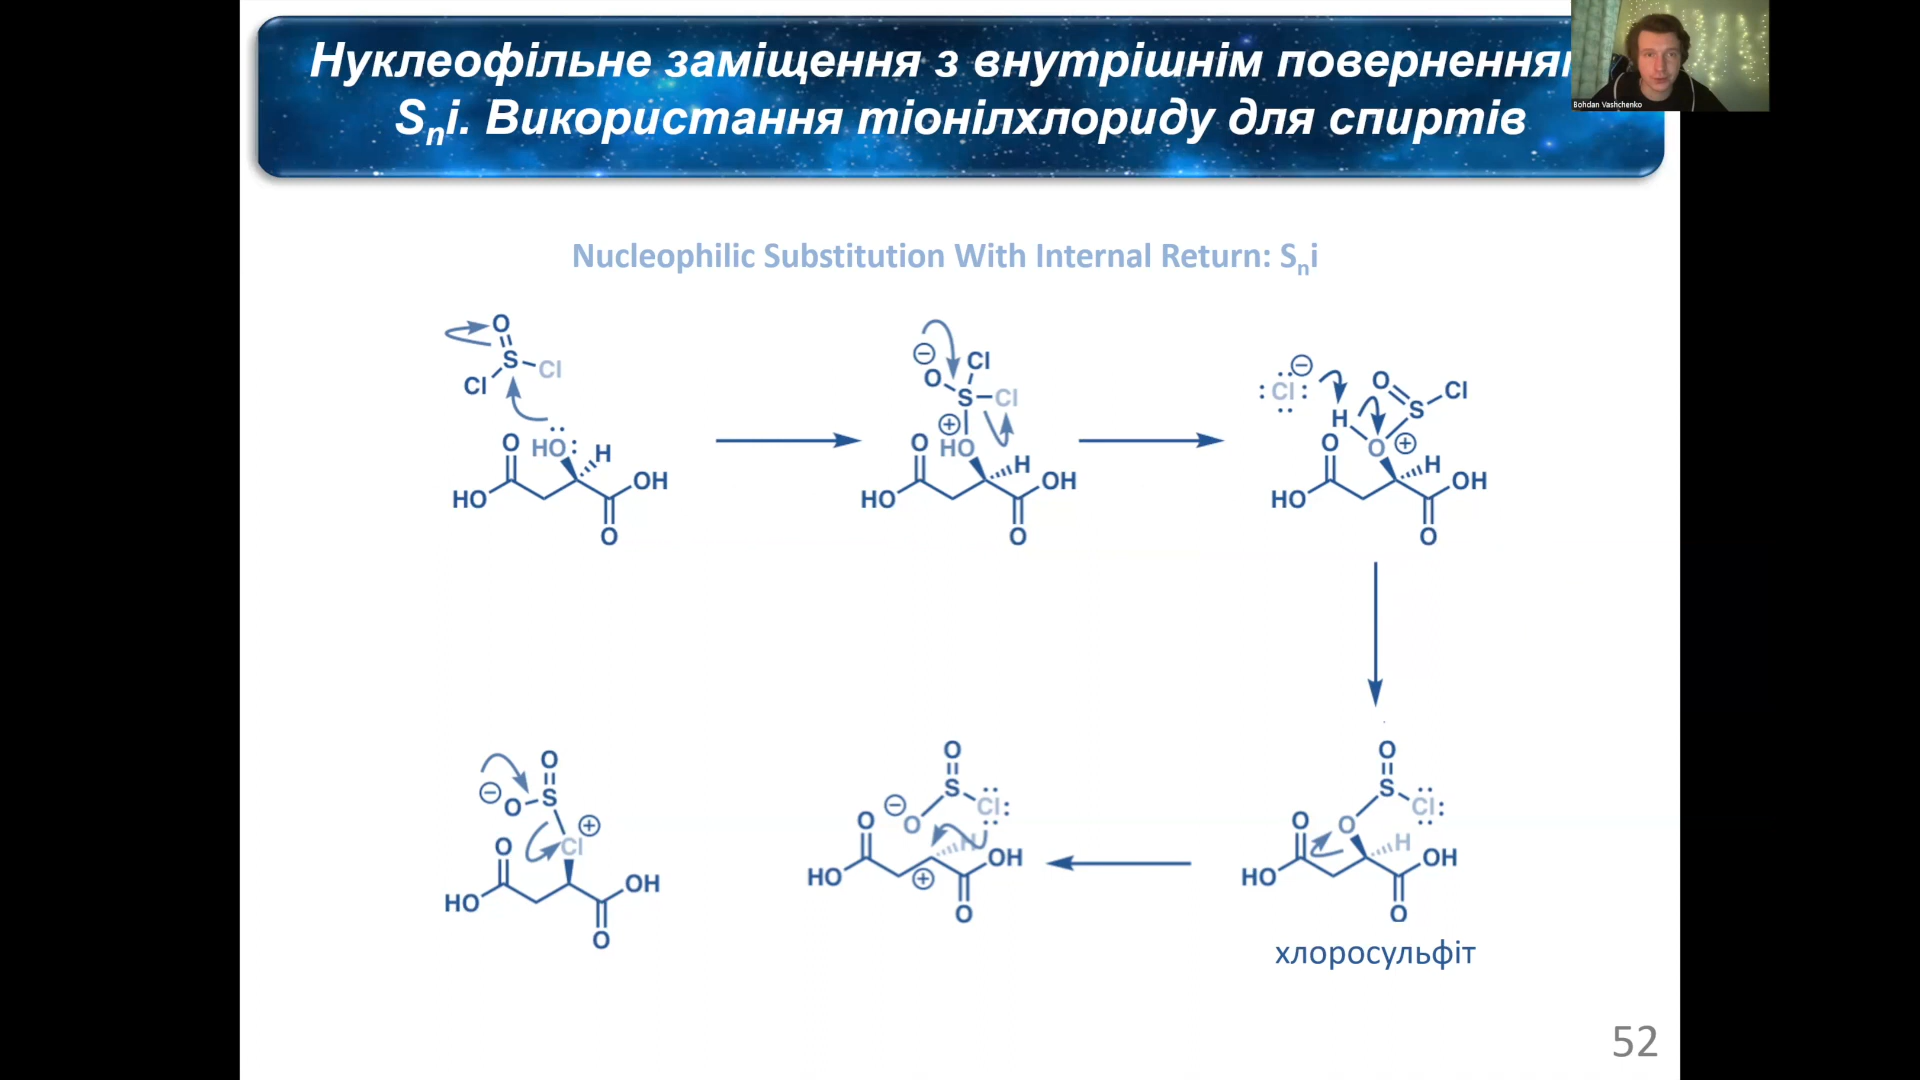 Нуклеофільне заміщення з внутрішнім повернення
Sni. Використання тіонілхлориду для спиртів
Bohdan Vashchenko
Nucleophilic Substitution With Internal Return: Sni
O
S
Cl
Cl
O
HO
H
HO
OH
O
⊖
Cl
O
S
Cl
⊕
O
HO
H
HO
OH
O
⊖
:Cl:
O
S
Cl
H
O
O
⊕
H
HO
OH
O
O
⊖
S
O
O
Cl
⊕
HO
OH
O
O
S
⊖
O
Cl:
O
H
HO
⊕
OH
O
O
S
Cl:
O
O
H
HO
OH
O
хлоросульфіт
52